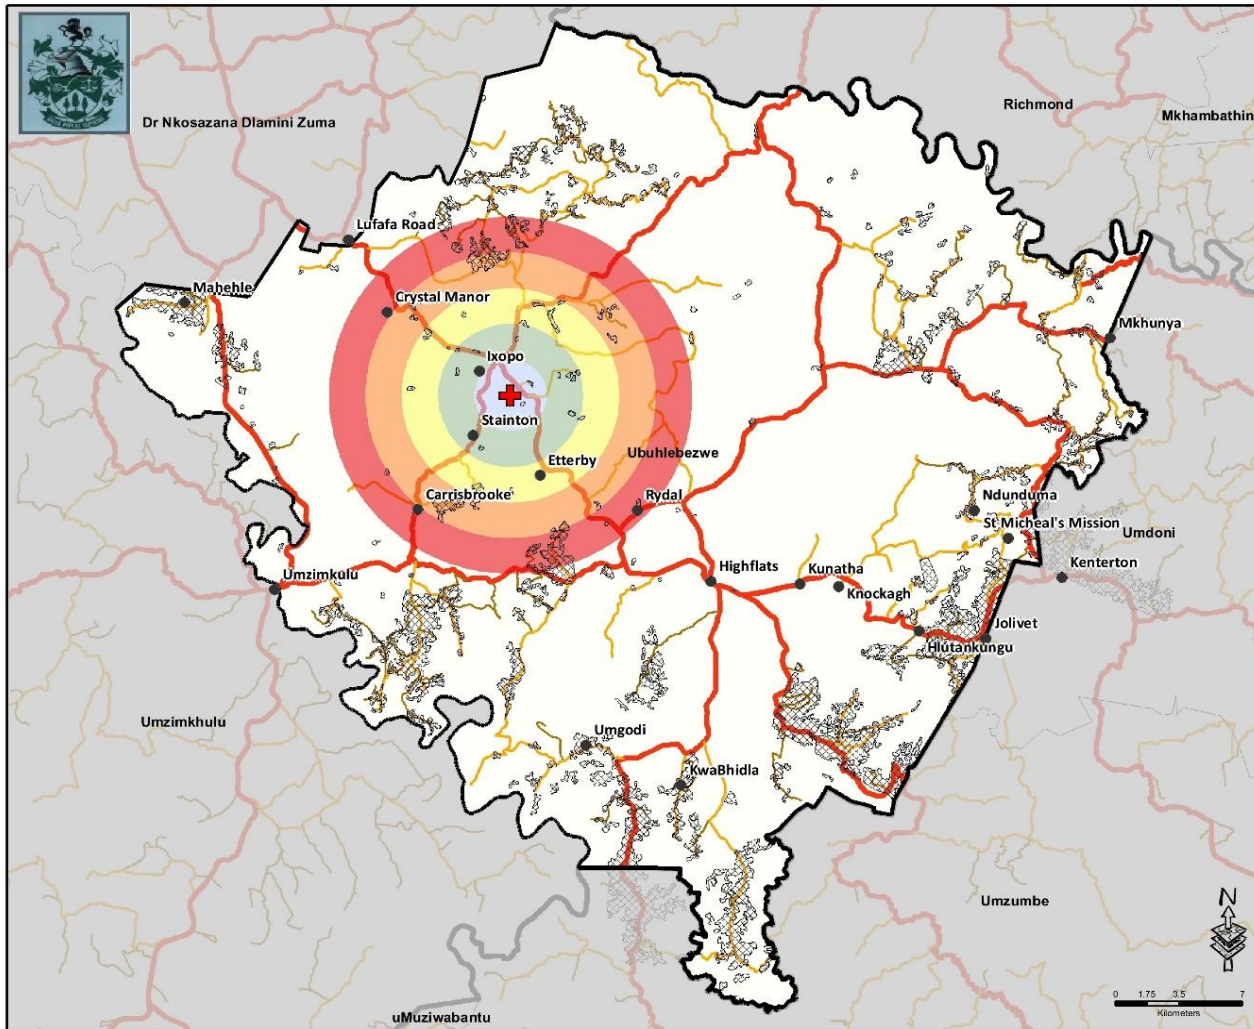 Richmond
Mkhambathin
Dr Nkosazana Dlamini Zuma
Lufafa Road
Mahehle
Crystal Manor
Mkhunya
Ixopo
Stainton
Ubuhlebezwe
Etterby
Carrisbrooke
Rydal
Ndunduma
St Micheal's Mission
Umdoni
Umzimkulu
Highflats
Kunatha
Knockagh
Kenterton
Jolivet
Hlutankungu
Umzimkhulu
Umgodi
KwaBhidla
Umzumbe
N
0 1.75 3.5 7
Kilometers
uMuziwabantu